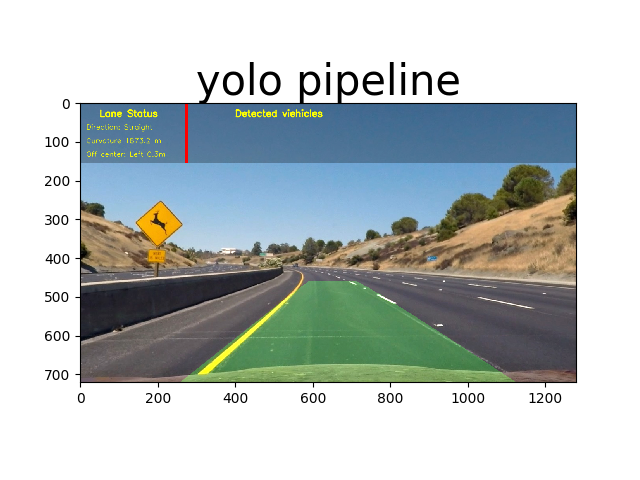 yolo pipeline
Lane Status
Detected viehicles
Direction: Straight
Curvature 1673.2 m
Off center: Left 0.3m
0
100
200
300
400
500
600
700
0 200 400 600 800 1000 1200